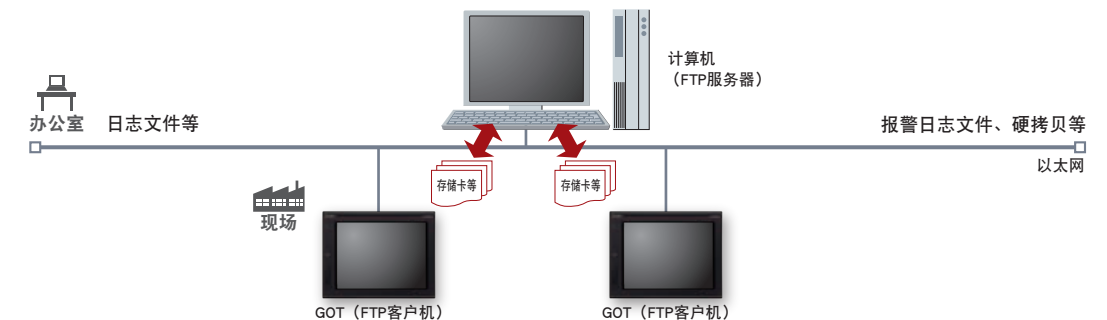 计算机
（FTP服务器）
办公室
日志文件等
报警日志文件、硬拷贝等
以太网
存储卡等
存储卡等
现场
GOT（FTP客户机）
GOT（FTP客户机）